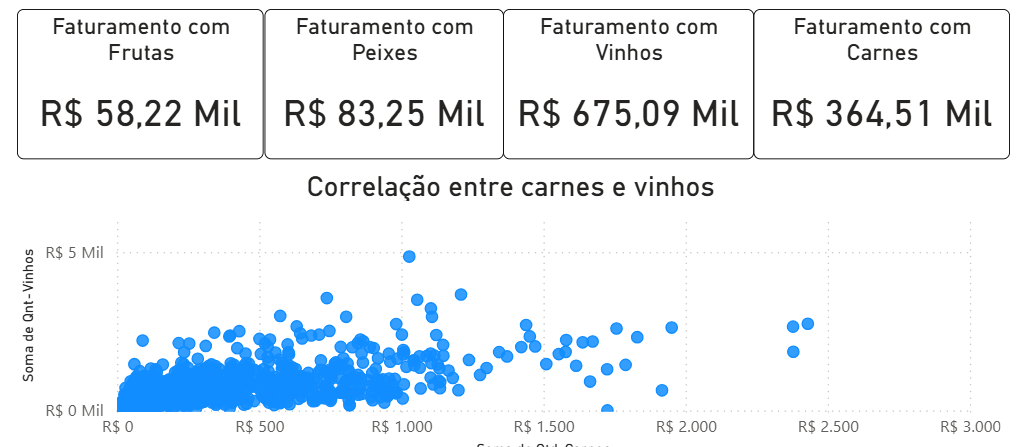 Faturamento com
Frutas
R$ 58,22 Mil
Faturamento com
Peixes
R$ 83,25 Mil
Faturamento com
Vinhos
R$ 675,09 Mil
Faturamento com
Carnes
R$ 364,51 Mil
Correlação entre carnes e vinhos
Soma de Qnt-Vinhos
R$ 5 Mil
R$ 0 Mil
R$ 0
R$ 500
R$ 1.000
R$ 1.500
R$ 2.000
R$ 2.500
R$ 3.000